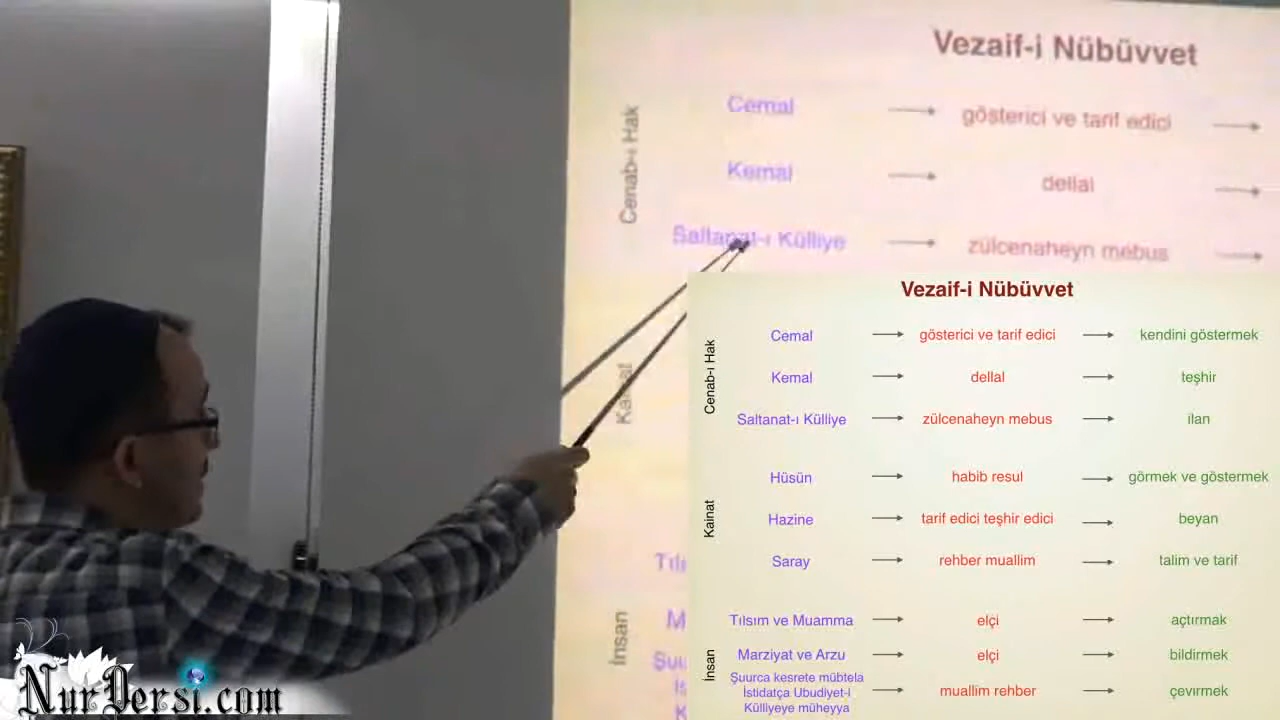 Vezaif-i Nübüvvet
Cenab-ı Hak
Cemal → gösterici ve tarif edici →
Kemal → dellal →
Saltanat-ı Külliye → zülcenaheyn mebus →
Kainat
İnsan
Vezaif-i Nübüvvet
Cenab-ı Hak
Cemal → gösterici ve tarif edici → kendini göstermek
Kemal → dellal → teşhir
Saltanat-ı Külliye → zülcenaheyn mebus → ilan
Kainat
Hüsün → habib resul → görmek ve göstermek
Hazine → tarif edici teşhir edici → beyan
Saray → rehber muallim → talim ve tarif
İnsan
Tılsım ve Muamma → elçi → açtırmak
Marziyat ve Arzu → elçi → bildirmek
Şuurca kesrete mübtela
İstidatça Ubudiyet-i → muallim rehber → çevırmek
Külliyeye müheyya
NurDersi.com